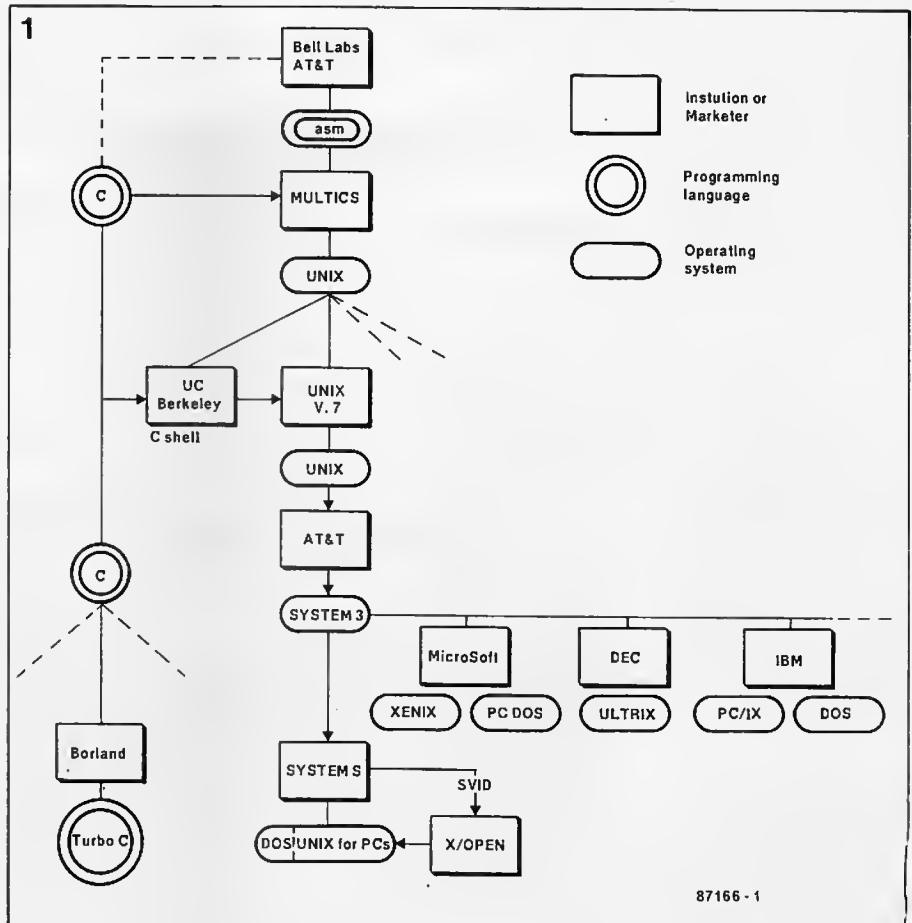 1
Bell Labs
AT&T
asm
C
MULTICS
UNIX
UC
Berkeley
C shell
UNIX
V.7
UNIX
AT&T
C
SYSTEM 3
MicroSoft
DEC
IBM
XENIX
PC DOS
ULTRIX
PC/IX
DOS
Borland
SYSTEM S
SVID
Turbo C
DOS/UNIX for PCs
X/OPEN
Instution or
Marketer
Programming
language
Operating
system
87166 - 1